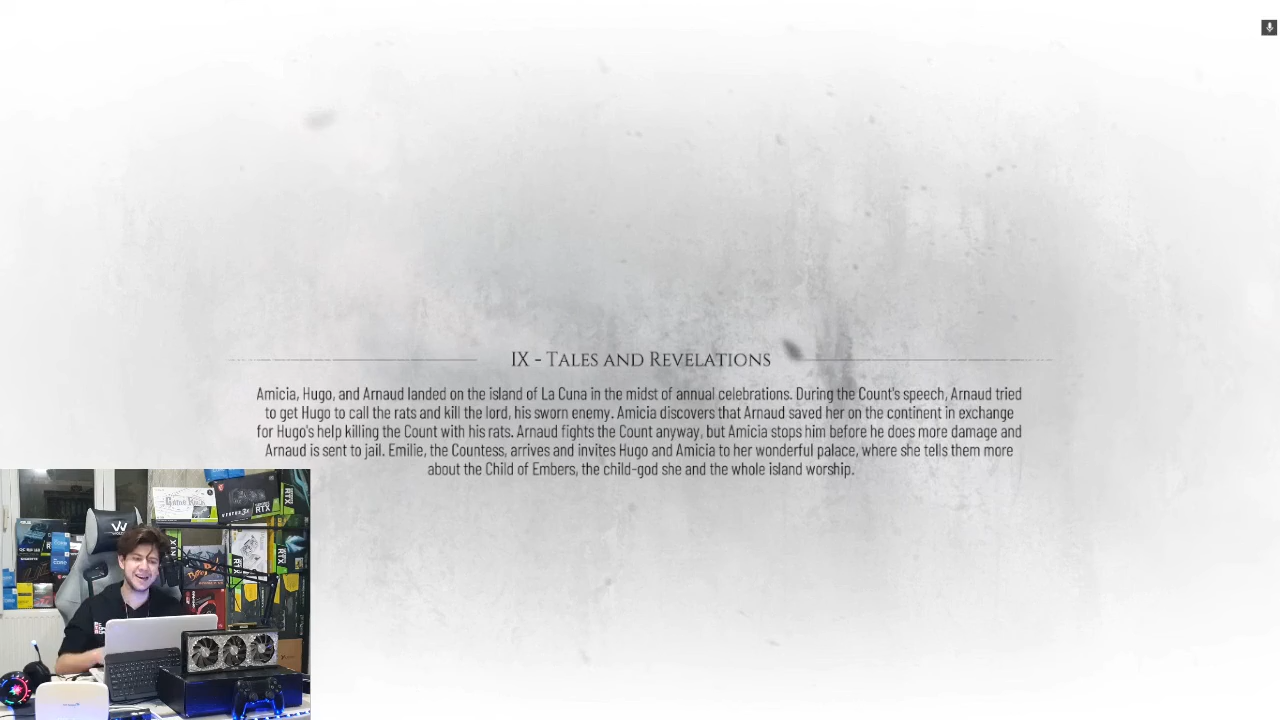 IX - Tales and Revelations
Amicia, Hugo, and Arnaud landed on the island of La Cuna in the midst of annual celebrations. During the Count's speech, Arnaud tried
to get Hugo to call the rats and kill the lord, his sworn enemy. Amicia discovers that Arnaud saved her on the continent in exchange
for Hugo's help killing the Count with his rats. Arnaud fights the Count anyway, but Amicia stops him before he does more damage and
Arnaud is sent to jail. Emilie, the Countess, arrives and invites Hugo and Amicia to her wonderful palace, where she tells them more
about the Child of Embers, the child-god she and the whole island worship.
RTX
RTX
RTX